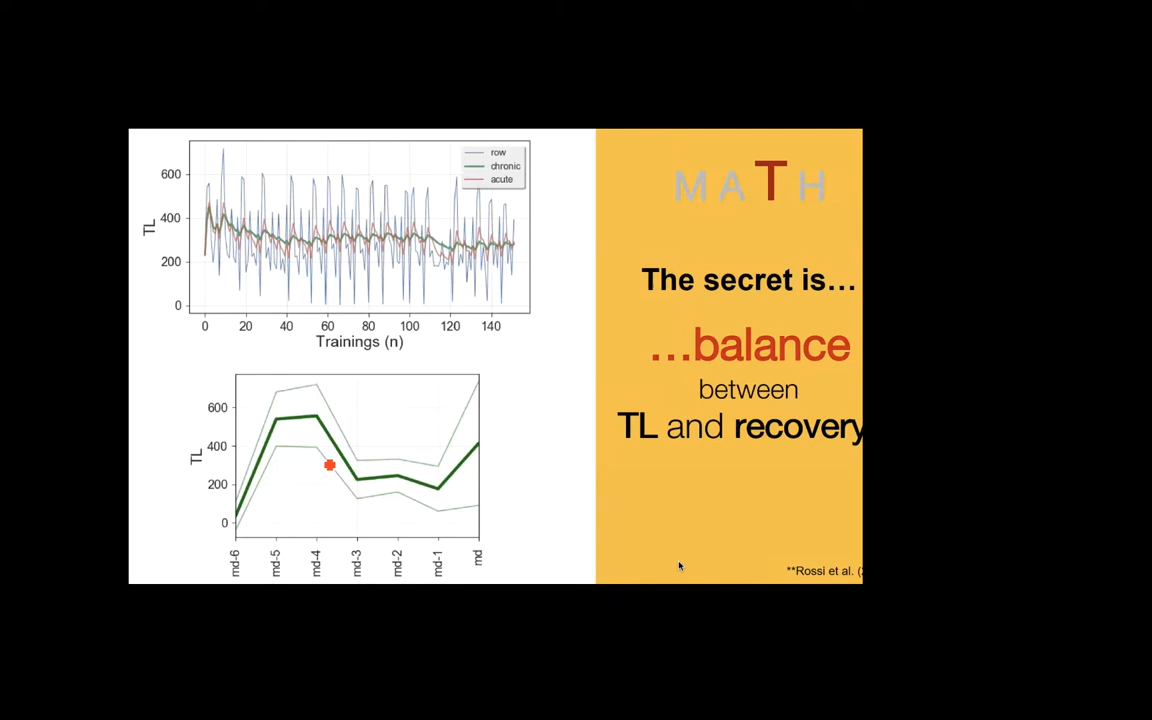 row
chronic
acute
600
400
200
0
TL
0 20 40 60 80 100 120 140
Trainings (n)
600
400
200
0
TL
md-6 md-5 md-4 md-3 md-2 md-1 md
MATH
The secret is…
…balance
between
TL and recovery
**Rossi et al. (